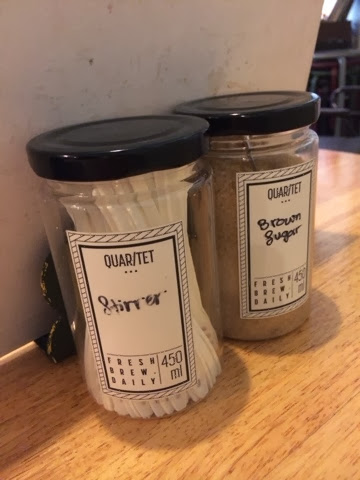 QUAR/TET
Stirrer.
FRESH
BREW.
DAILY
450
ml
QUAR/TET
Brown
Sugar
FRESH
BREW.
DAILY
450
ml